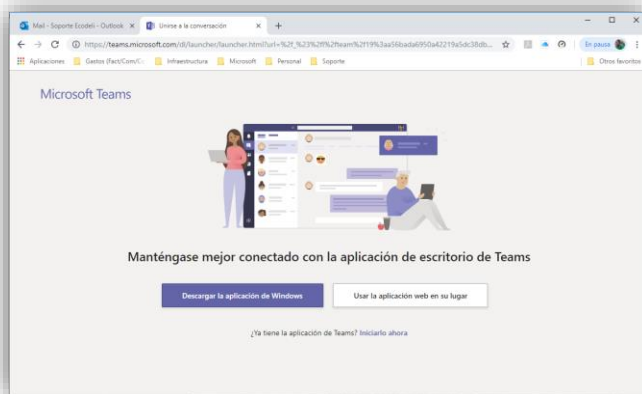 Mail - Soporte Ecodeli - Outlook
Unirse a la conversación
https://teams.microsoft.com/dl/launcher/launcher.html?url=%2f_%23%2fl%2fteam%2f19%3aa56bada6950a42219a5dc38db...
En pausa
Aplicaciones
Gastos (Fact/Com/C
Infraestructura
Microsoft
Personal
Soporte
Otros favoritos
Microsoft Teams
Manténgase mejor conectado con la aplicación de escritorio de Teams
Descargar la aplicación de Windows
Usar la aplicación web en su lugar
¿Ya tiene la aplicación de Teams? Iniciarlo ahora